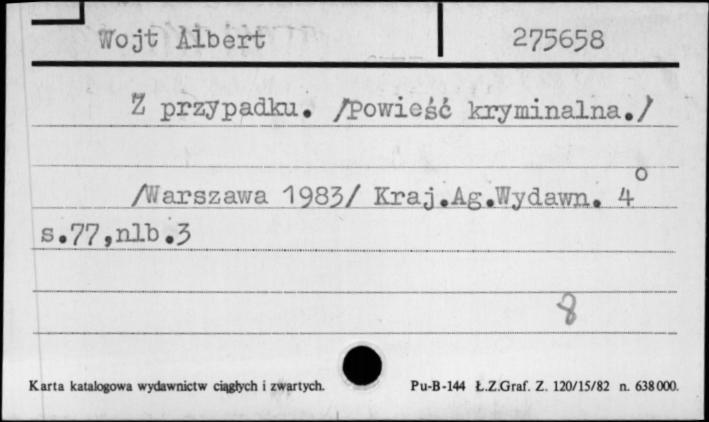 Wojt Albert 275658
Z przypadku. /Powieść kryminalna./
/Warszawa 1983/ Kraj.Ag.Wydawn. 4°
s.77,nlb.3
8
Karta katalogowa wydawnictw ciągłych i zwartych. Pu-B-144 Ł.Z.Graf. Z. 120/15/82 n. 638000.